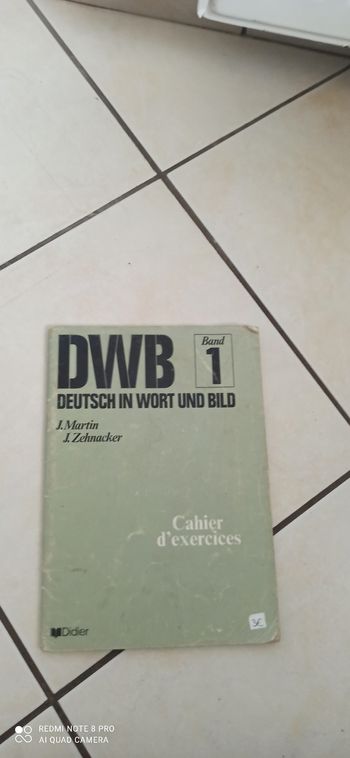 DWB
Band
1
DEUTSCH IN WORT UND BILD
J. Martin
J. Zehnacker
Cahier
d'exercices
Didier
3€
REDMI NOTE 8 PRO
AI QUAD CAMERA